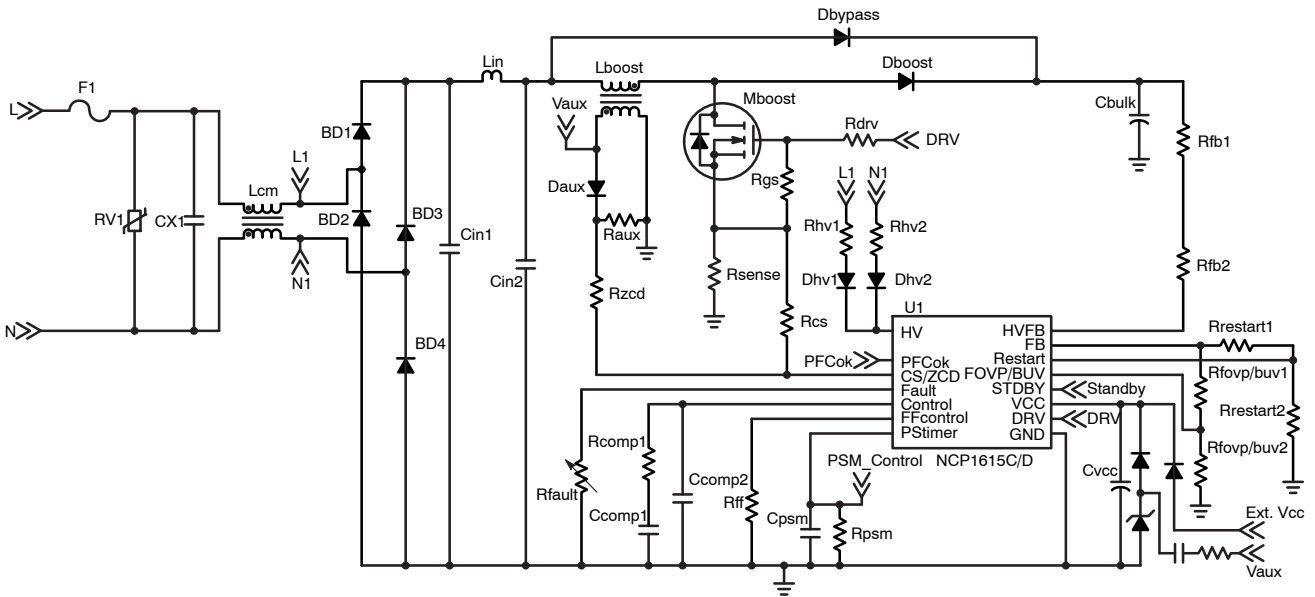 Dbypass
Lin
Lboost
Dboost
F1
L
Vaux
Mboost
Cbulk
BD1
Rdrv
DRV
Rfb1
L1
Lcm
Daux
Rgs
L1
N1
RV1
CX1
BD2
BD3
Raux
Rhv1
Rhv2
Cin1
N1
Cin2
Rzcd
Rsense
Dhv1
Dhv2
Rfb2
Rcs
U1
N
BD4
HV
HVFB
Rrestart1
FB
PFCok
PFCok
Restart
CS/ZCD
FOVP/BUV
Rfovp/buv1
Fault
STDBY
Standby
Control
VCC
Rrestart2
FFcontrol
DRV
DRV
PStimer
GND
Rcomp1
PSM_Control
NCP1615C/D
Rfovp/buv2
Rfault
Ccomp2
Cvcc
Ccomp1
Rff
Cpsm
Rpsm
Ext. Vcc
Vaux